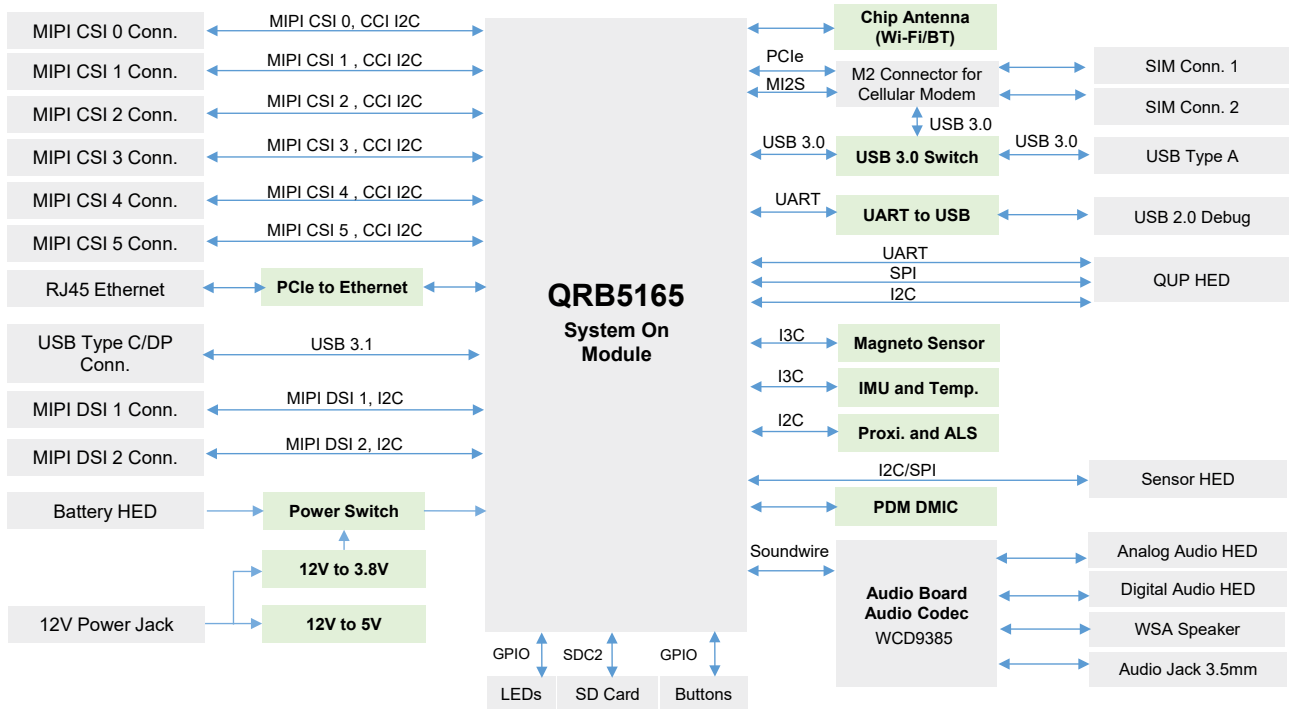 MIPI CSI 0 Conn.
MIPI CSI 0, CCI I2C
MIPI CSI 1 Conn.
MIPI CSI 1 , CCI I2C
MIPI CSI 2 Conn.
MIPI CSI 2 , CCI I2C
MIPI CSI 3 Conn.
MIPI CSI 3 , CCI I2C
MIPI CSI 4 Conn.
MIPI CSI 4 , CCI I2C
MIPI CSI 5 Conn.
MIPI CSI 5 , CCI I2C
RJ45 Ethernet
PCIe to Ethernet
USB Type C/DP
Conn.
USB 3.1
MIPI DSI 1 Conn.
MIPI DSI 1, I2C
MIPI DSI 2 Conn.
MIPI DSI 2, I2C
Battery HED
Power Switch
12V to 3.8V
12V Power Jack
12V to 5V
QRB5165
System On
Module
GPIO
SDC2
GPIO
LEDs
SD Card
Buttons
Chip Antenna
(Wi-Fi/BT)
PCIe
MI2S
M2 Connector for
Cellular Modem
SIM Conn. 1
SIM Conn. 2
USB 3.0
USB 3.0
USB 3.0 Switch
USB 3.0
USB Type A
UART
UART to USB
USB 2.0 Debug
UART
SPI
I2C
QUP HED
I3C
Magneto Sensor
I3C
IMU and Temp.
I2C
Proxi. and ALS
I2C/SPI
Sensor HED
PDM DMIC
Soundwire
Audio Board
Audio Codec
WCD9385
Analog Audio HED
Digital Audio HED
WSA Speaker
Audio Jack 3.5mm